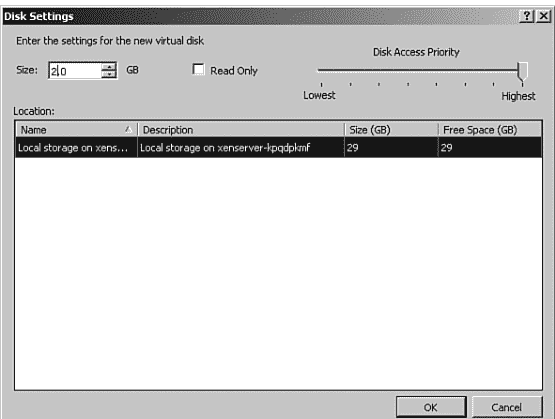 Disk Settings
Enter the settings for the new virtual disk
Disk Access Priority
Size: 2.0 GB Read Only
Lowest Highest
Location:
Name Description Size (GB) Free Space (GB)
Local storage on xens... Local storage on xenserver-kpqdpkmf 29 29
OK Cancel